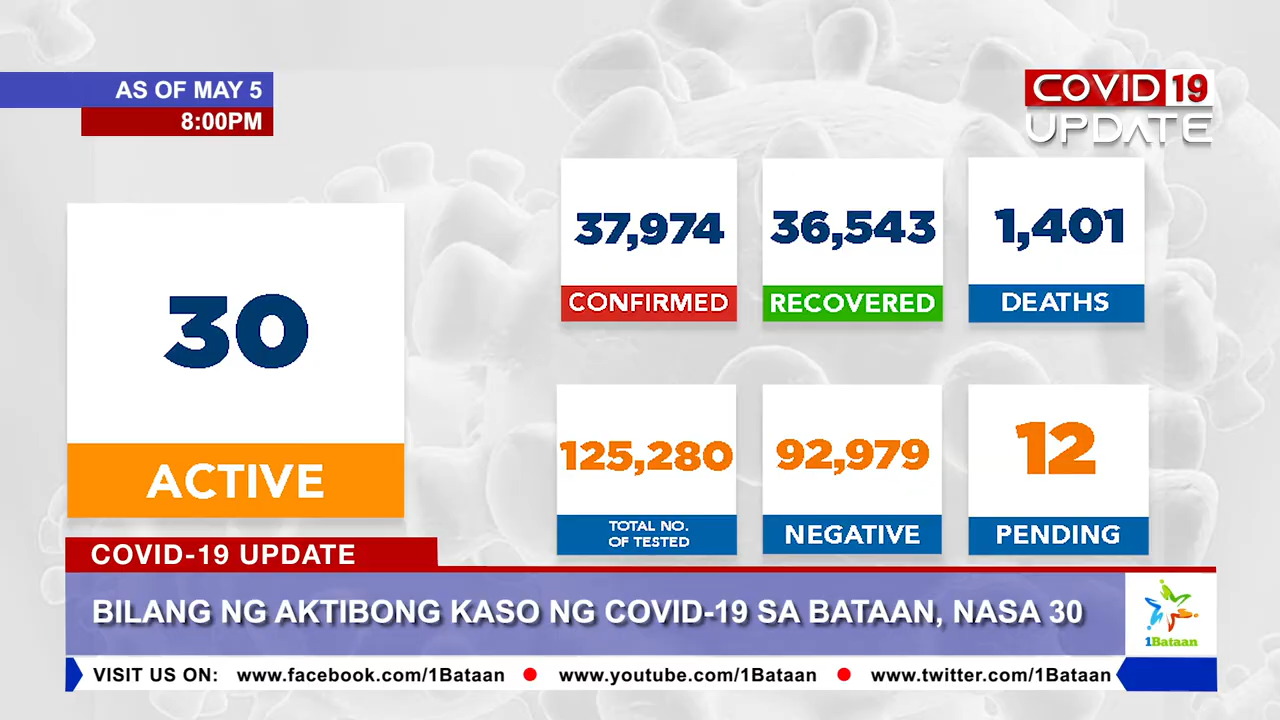 AS OF MAY 5
8:00PM
COVID 19
UPDATE
30
ACTIVE
37,974
CONFIRMED
36,543
RECOVERED
1,401
DEATHS
125,280
TOTAL NO.
OF TESTED
92,979
NEGATIVE
12
PENDING
COVID-19 UPDATE
BILANG NG AKTIBONG KASO NG COVID-19 SA BATAAN, NASA 30
1Bataan
VISIT US ON: www.facebook.com/1Bataan www.youtube.com/1Bataan www.twitter.com/1Bataan